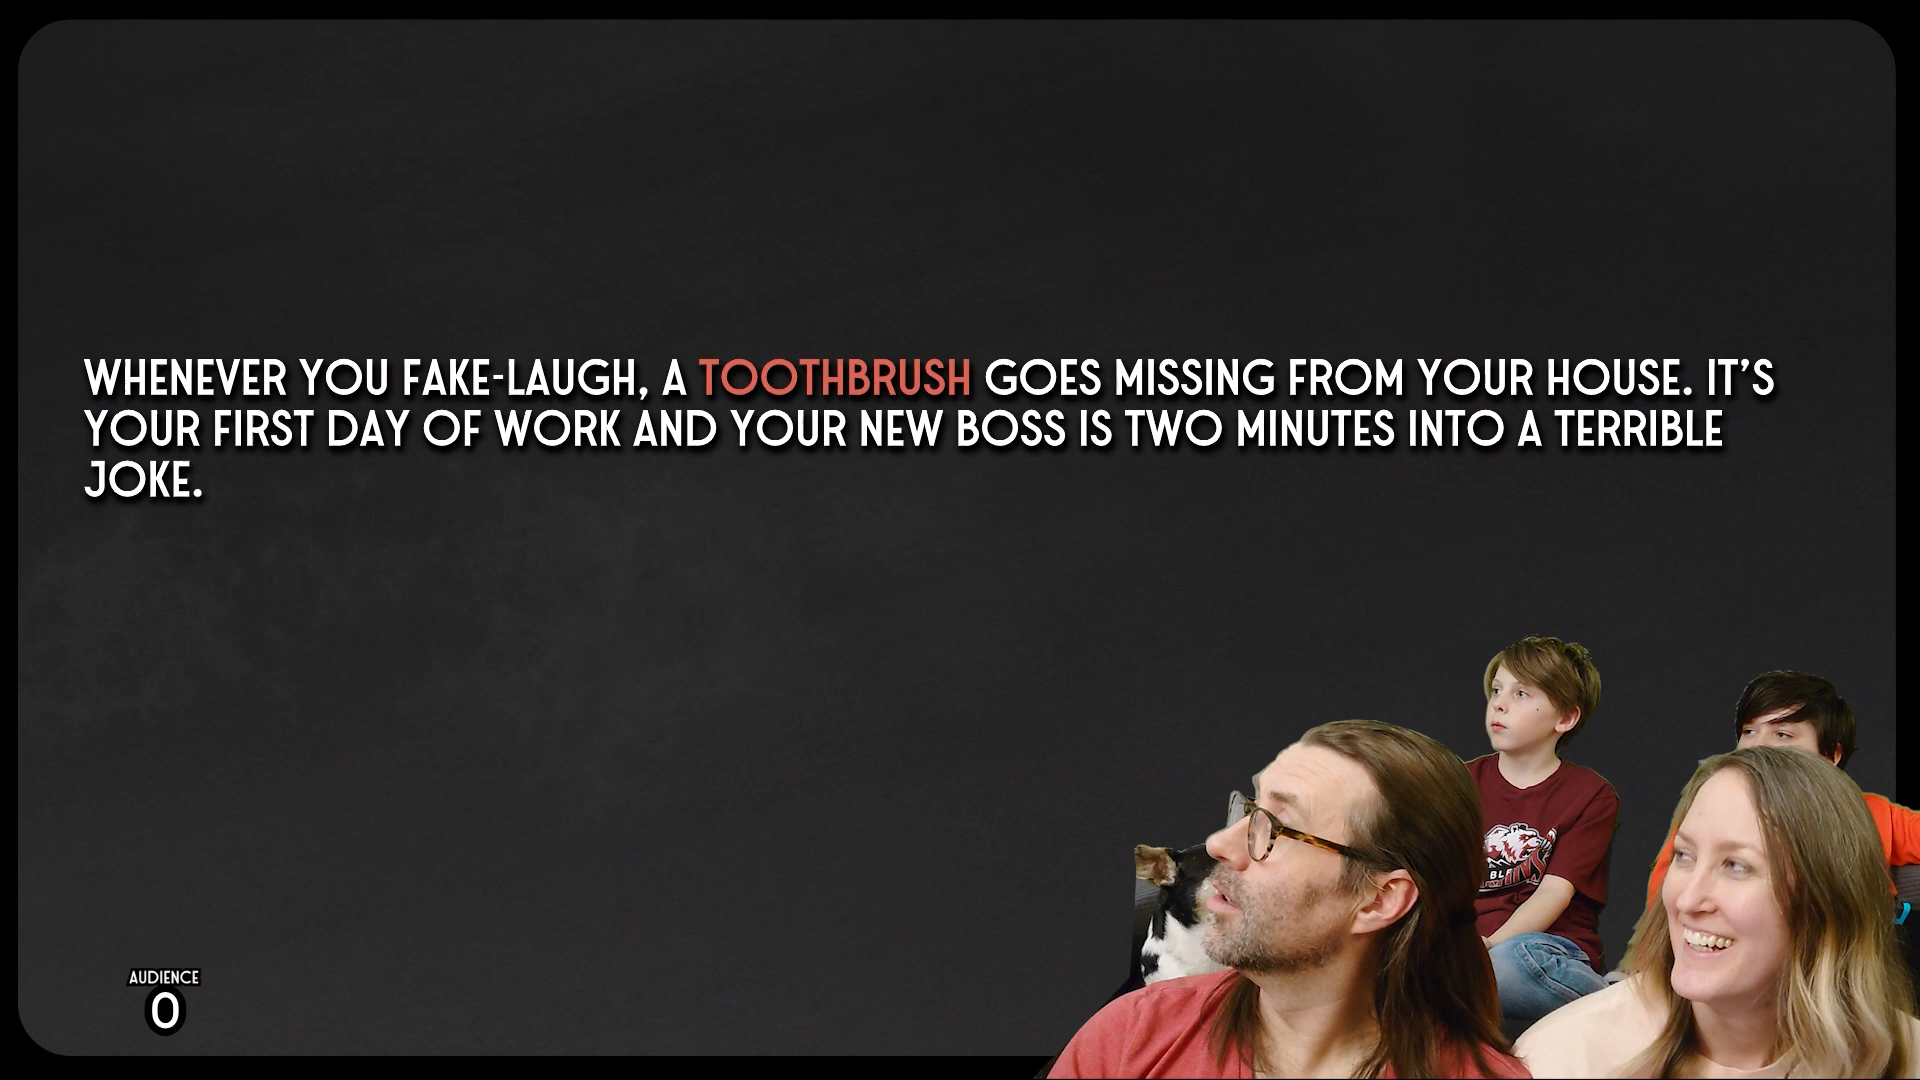 WHENEVER YOU FAKE-LAUGH, A TOOTHBRUSH GOES MISSING FROM YOUR HOUSE. IT'S
YOUR FIRST DAY OF WORK AND YOUR NEW BOSS IS TWO MINUTES INTO A TERRIBLE
JOKE.
AUDIENCE
0